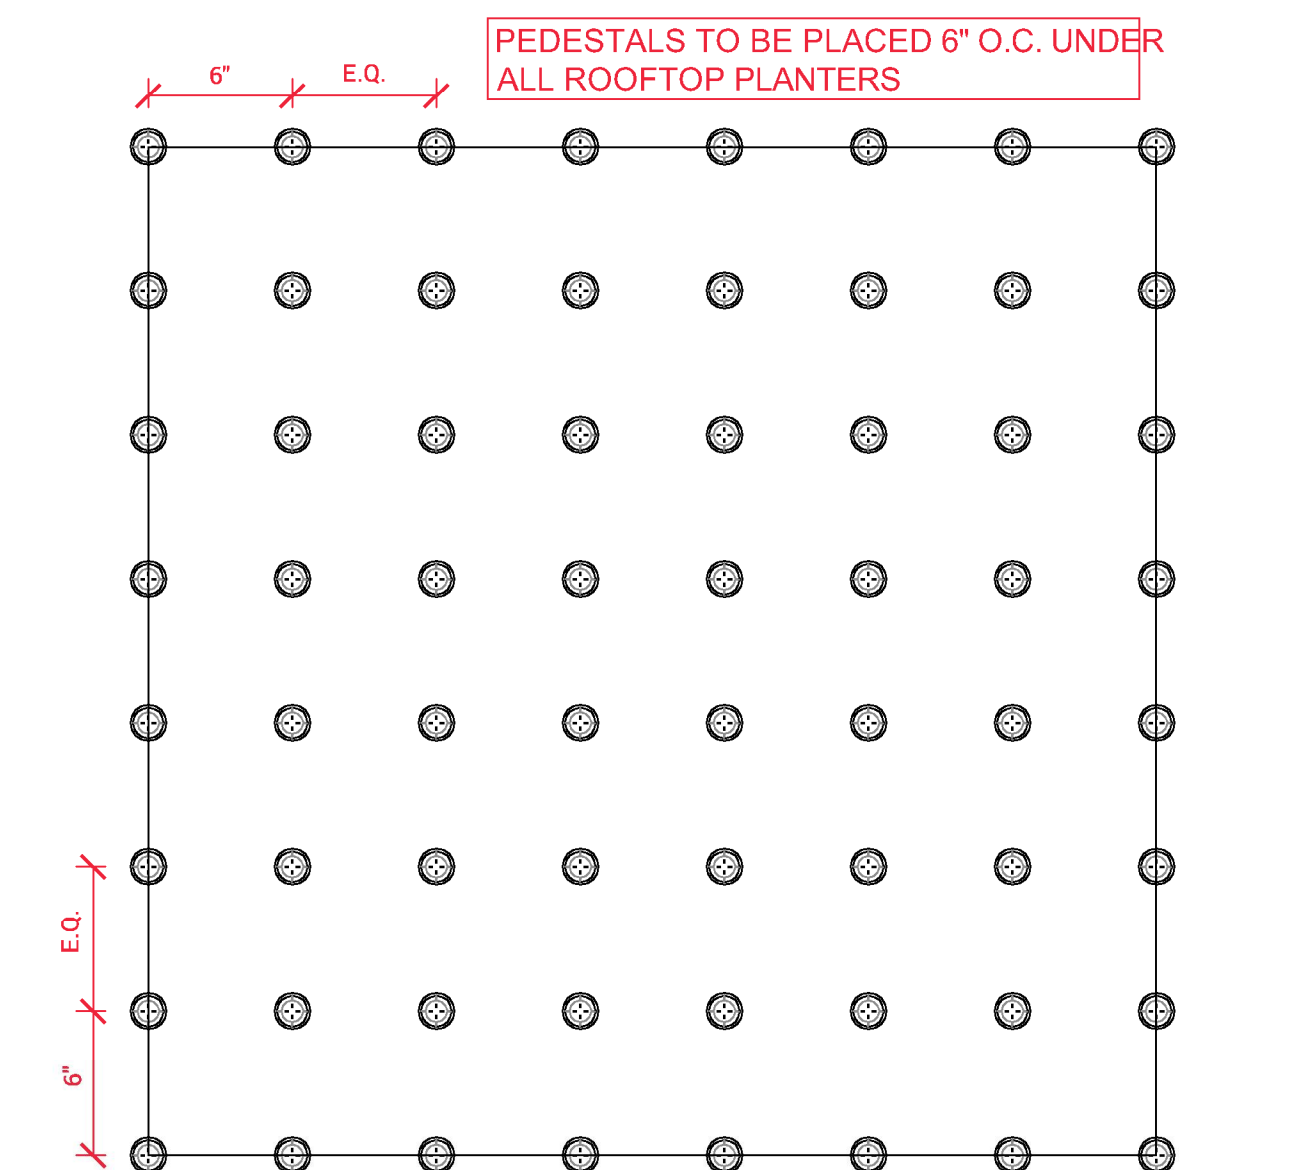 PEDESTALS TO BE PLACED 6" O.C. UNDER
ALL ROOFTOP PLANTERS
6"
E.Q.
E.Q.
6"